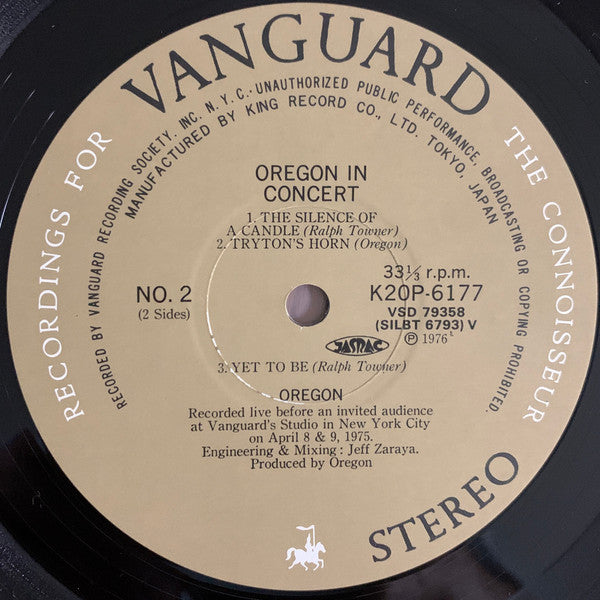 VANGUARD
RECORDINGS FOR
THE CONNOISSEUR
RECORDED BY VANGUARD RECORDING SOCIETY, INC. N.Y.C. · UNAUTHORIZED PUBLIC PERFORMANCE, BROADCASTING OR COPYING PROHIBITED.
MANUFACTURED BY KING RECORD CO., LTD. TOKYO, JAPAN
OREGON IN
CONCERT
1. THE SILENCE OF
A CANDLE (Ralph Towner)
2. TRYTON'S HORN (Oregon)
33⅓ r.p.m.
NO. 2
K20P-6177
(2 Sides)
VSD 79358
(SILBT 6793) V
JASRAC
Ⓟ 1976
3. YET TO BE (Ralph Towner)
OREGON
Recorded live before an invited audience
at Vanguard's Studio in New York City
on April 8 & 9, 1975.
Engineering & Mixing : Jeff Zaraya.
Produced by Oregon
STEREO